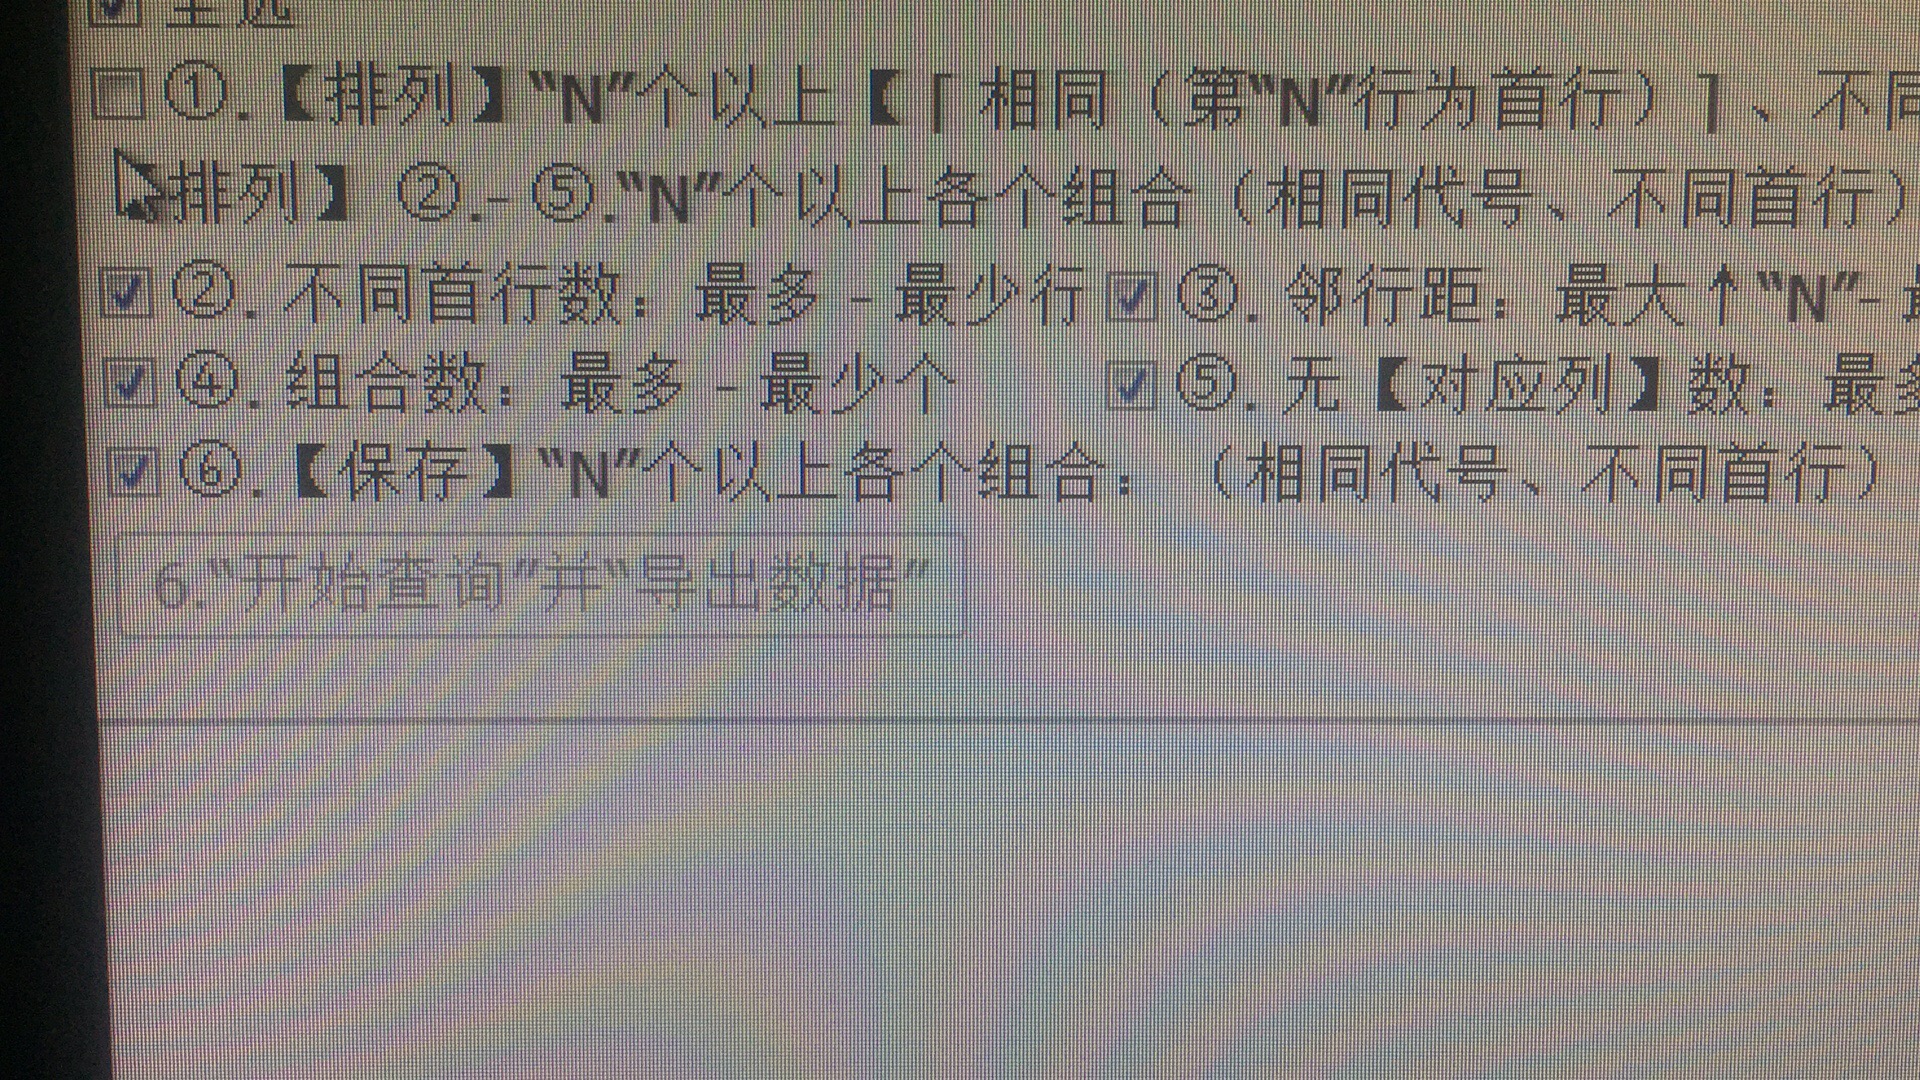 全选
①.【排列】“N”个以上【「相同（第“N”行为首行）］、不同
【排列】 ②.- ⑤.“N”个以上各个组合（相同代号、不同首行）
②. 不同首行数：最多 - 最少行 ③. 邻行距：最大↑“N”-
④. 组合数：最多 - 最少个 ⑤. 无【对应列】数：最多
⑥.【保存】“N”个以上各个组合：（相同代号、不同首行）
6.“开始查询”并“导出数据”